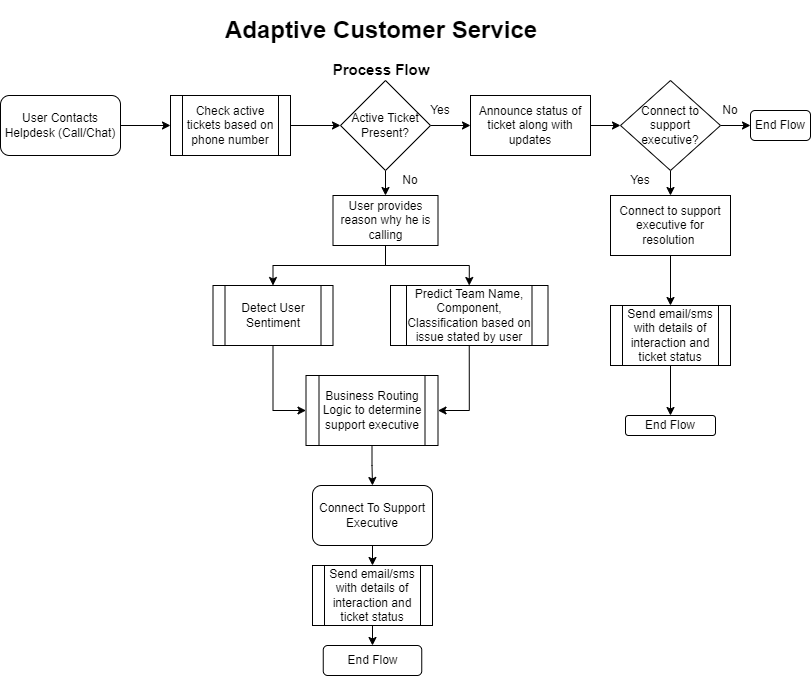 Adaptive Customer Service
Process Flow
User Contacts
Helpdesk (Call/Chat)
Check active
tickets based on
phone number
Active Ticket
Present?
Yes
Announce status of
ticket along with
updates
Connect to
support
executive?
No
End Flow
No
Yes
User provides
reason why he is
calling
Connect to support
executive for
resolution
Detect User
Sentiment
Predict Team Name,
Component,
Classification based on
issue stated by user
Send email/sms
with details of
interaction and
ticket status
Business Routing
Logic to determine
support executive
End Flow
Connect To Support
Executive
Send email/sms
with details of
interaction and
ticket status
End Flow